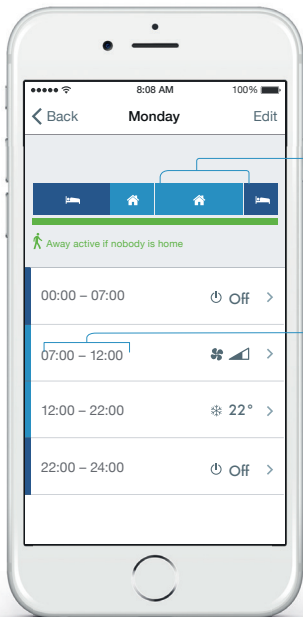 8:08 AM 100%
Back Monday Edit
Away active if nobody is home
00:00 – 07:00 Off
07:00 – 12:00
12:00 – 22:00 22°
22:00 – 24:00 Off